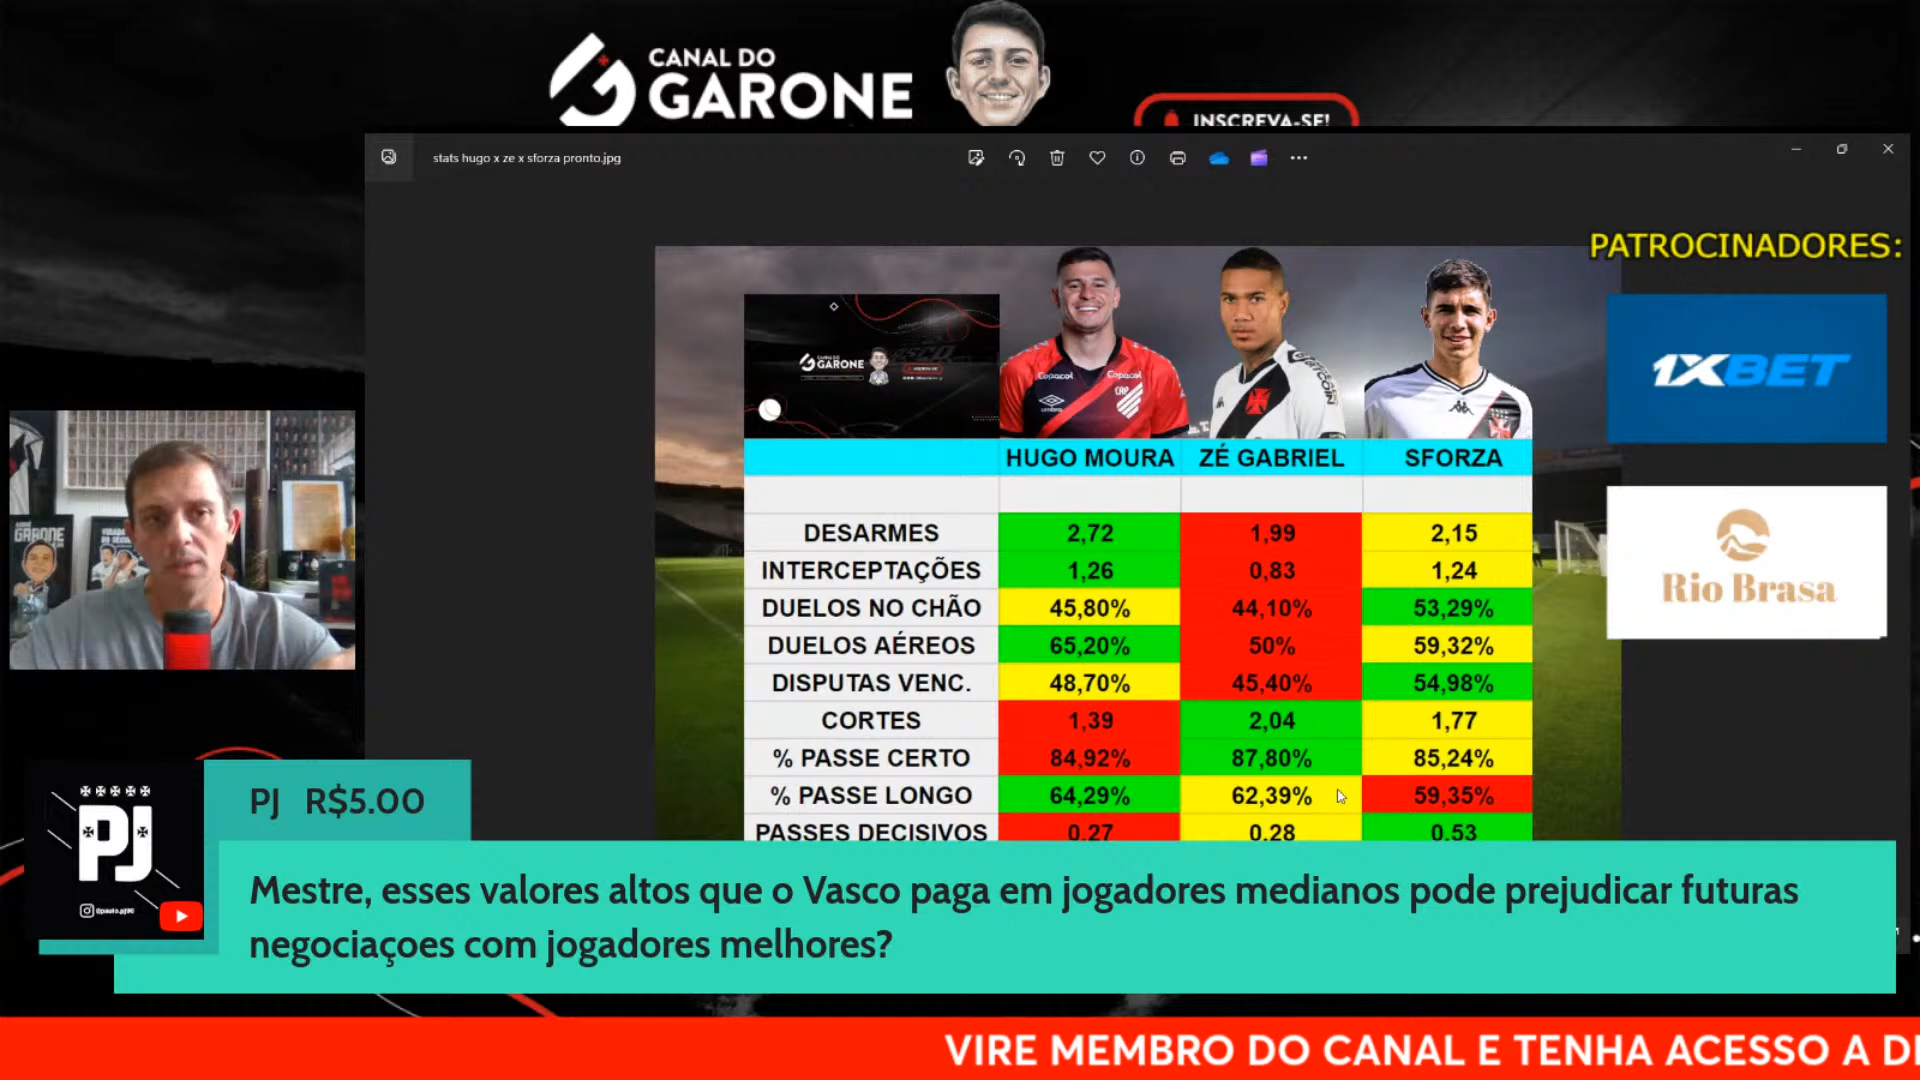 CANAL DO
GARONE
INSCREVA-SE!
stats hugo x ze x sforza pronto.jpg
PATROCINADORES:
1XBET
Rio Brasa
GARONE
HUGO MOURA ZÉ GABRIEL SFORZA
DESARMES 2,72 1,99 2,15
INTERCEPTAÇÕES 1,26 0,83 1,24
DUELOS NO CHÃO 45,80% 44,10% 53,29%
DUELOS AÉREOS 65,20% 50% 59,32%
DISPUTAS VENC. 48,70% 45,40% 54,98%
CORTES 1,39 2,04 1,77
% PASSE CERTO 84,92% 87,80% 85,24%
% PASSE LONGO 64,29% 62,39% 59,35%
PASSES DECISIVOS 0,27 0,28 0,53
PJ
PJ R$5.00
Mestre, esses valores altos que o Vasco paga em jogadores medianos pode prejudicar futuras
negociaçoes com jogadores melhores?
VIRE MEMBRO DO CANAL E TENHA ACESSO A